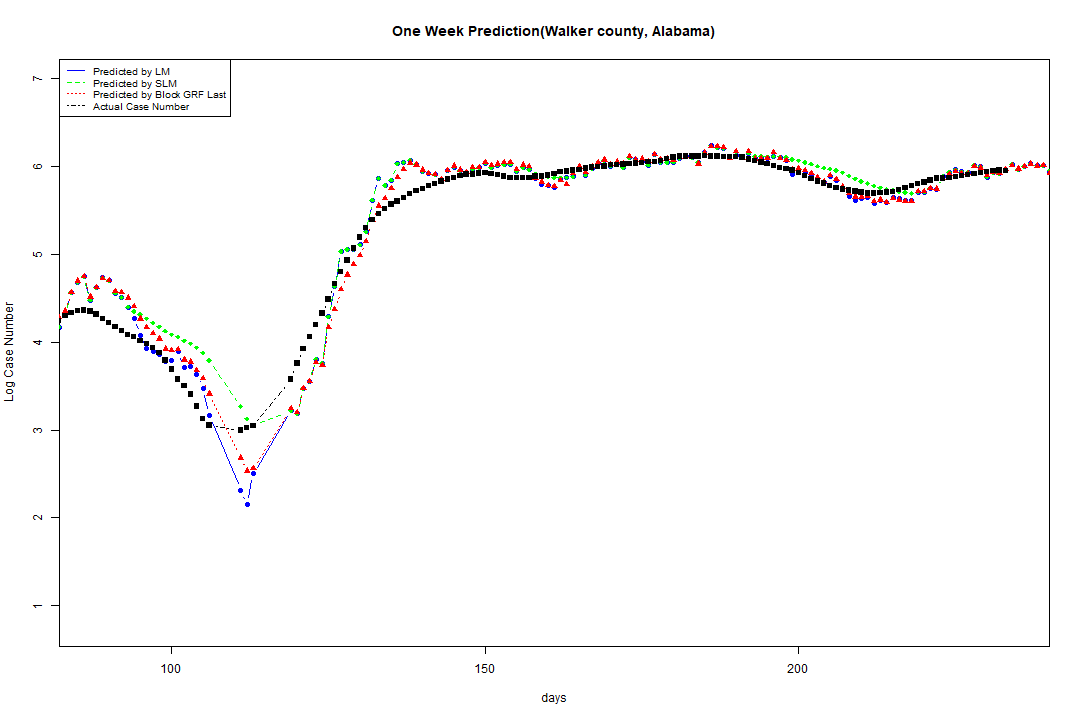 One Week Prediction(Walker county, Alabama)
Predicted by LM
Predicted by SLM
Predicted by Block GRF Last
Actual Case Number
7
6
5
4
3
2
1
Log Case Number
100 150 200
days